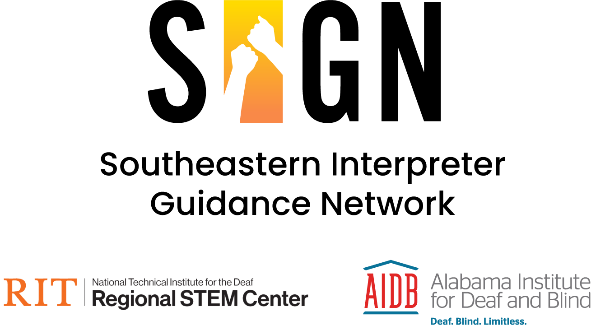 SIGN
Southeastern Interpreter
Guidance Network
RIT
National Technical Institute for the Deaf
Regional STEM Center
AIDB
Alabama Institute
for Deaf and Blind
Deaf. Blind. Limitless.